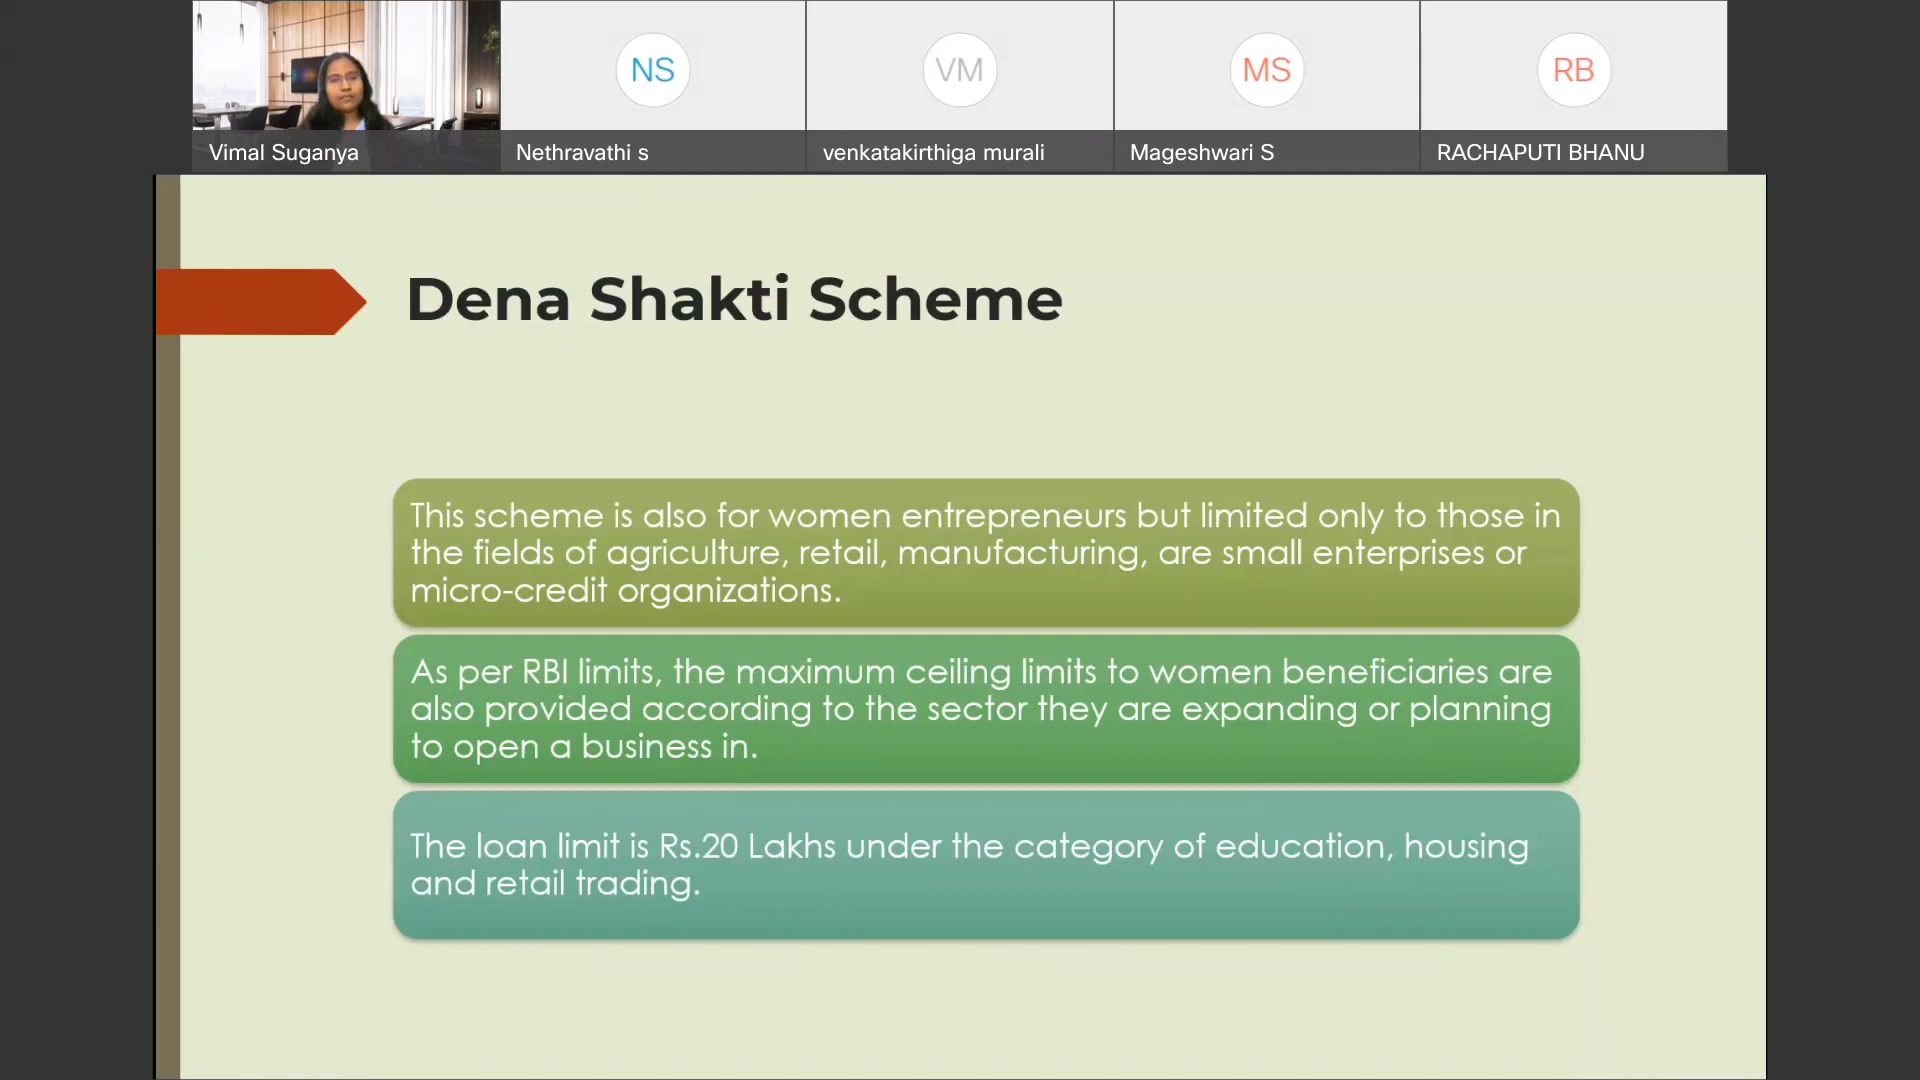 NS
VM
MS
RB
Vimal Suganya
Nethravathi s
venkatakirthiga murali
Mageshwari S
RACHAPUTI BHANU
Dena Shakti Scheme
This scheme is also for women entrepreneurs but limited only to those in
the fields of agriculture, retail, manufacturing, are small enterprises or
micro-credit organizations.
As per RBI limits, the maximum ceiling limits to women beneficiaries are
also provided according to the sector they are expanding or planning
to open a business in.
The loan limit is Rs.20 Lakhs under the category of education, housing
and retail trading.